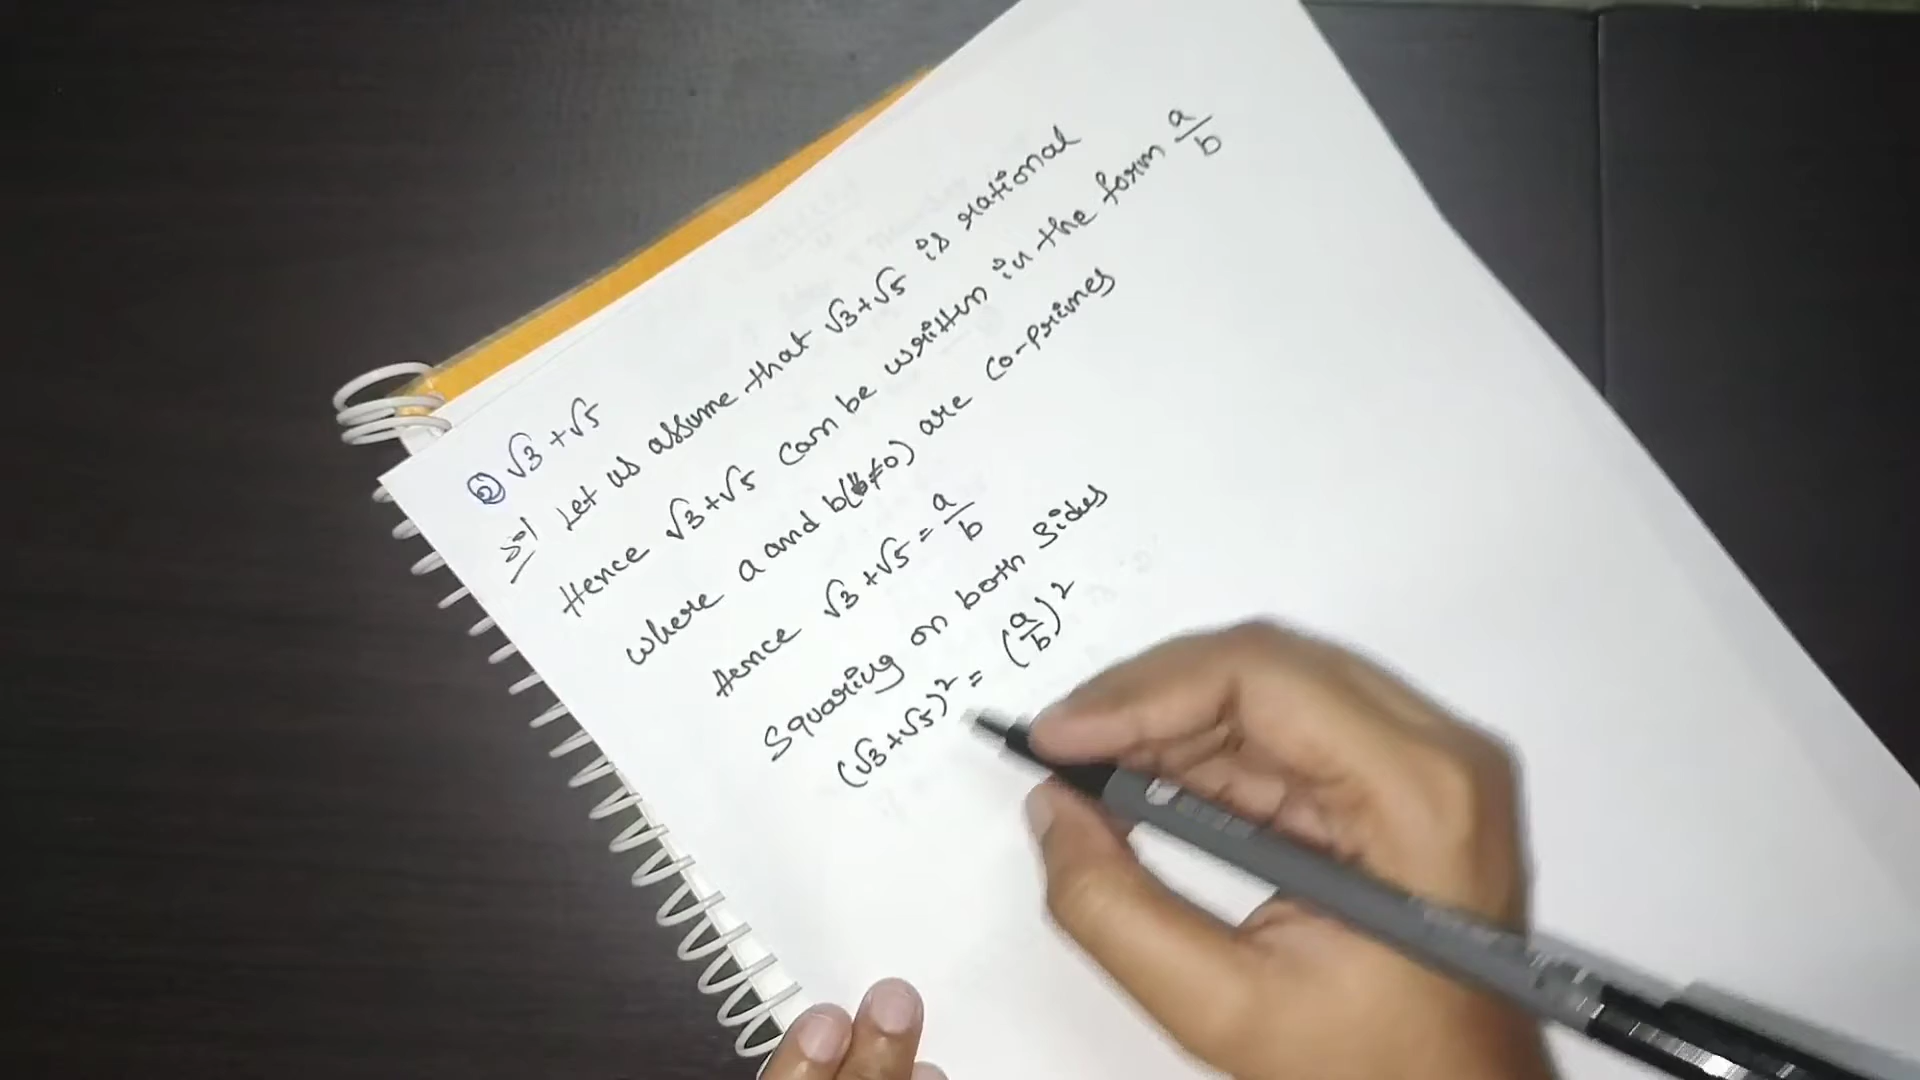 ② √3 + √5
Sol Let us assume that √3+√5 is rational
Hence √3+√5 can be written in the form a/b
where a and b(b≠0) are co-primes
Hence √3+√5 = a/b
Squaring on both sides
(√3+√5)² = (a/b)²